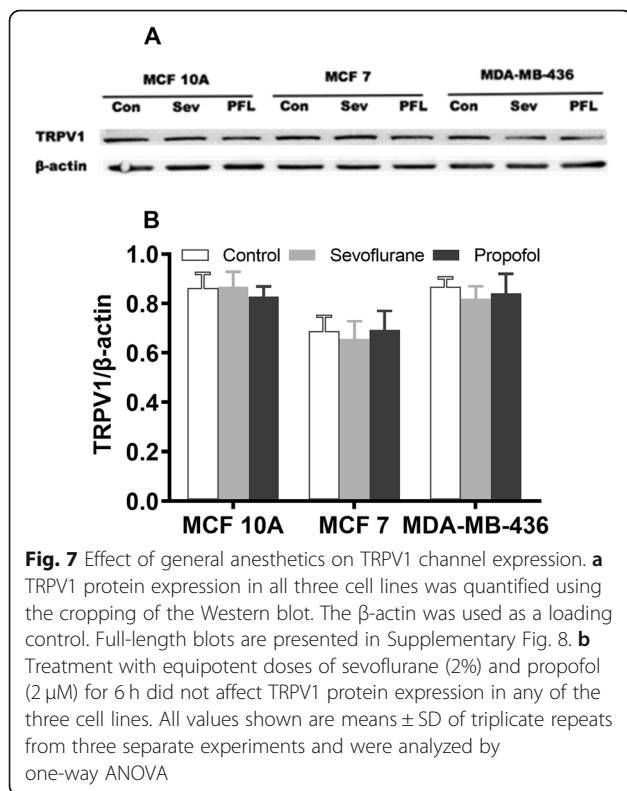 A
MCF 10A MCF 7 MDA-MB-436
Con Sev PFL Con Sev PFL Con Sev PFL
TRPV1
β-actin
B
Control Sevoflurane Propofol
1.0
0.8
0.6
0.4
0.2
0.0
TRPV1/β-actin
MCF 10A MCF 7 MDA-MB-436
Fig. 7 Effect of general anesthetics on TRPV1 channel expression. a
TRPV1 protein expression in all three cell lines was quantified using
the cropping of the Western blot. The β-actin was used as a loading
control. Full-length blots are presented in Supplementary Fig. 8. b
Treatment with equipotent doses of sevoflurane (2%) and propofol
(2 μM) for 6 h did not affect TRPV1 protein expression in any of the
three cell lines. All values shown are means ± SD of triplicate repeats
from three separate experiments and were analyzed by
one-way ANOVA